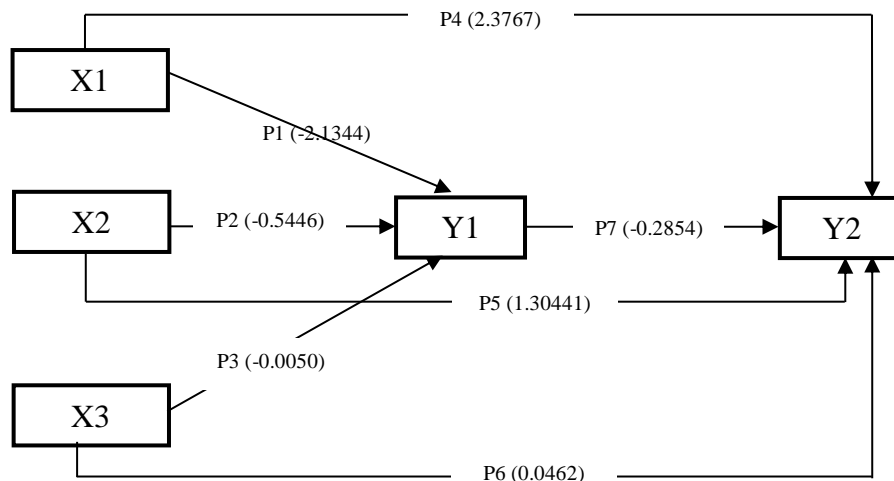 P4 (2.3767)
X1
P1 (-2.1344)
X2
P2 (-0.5446)
Y1
P7 (-0.2854)
Y2
P5 (1.30441)
P3 (-0.0050)
X3
P6 (0.0462)